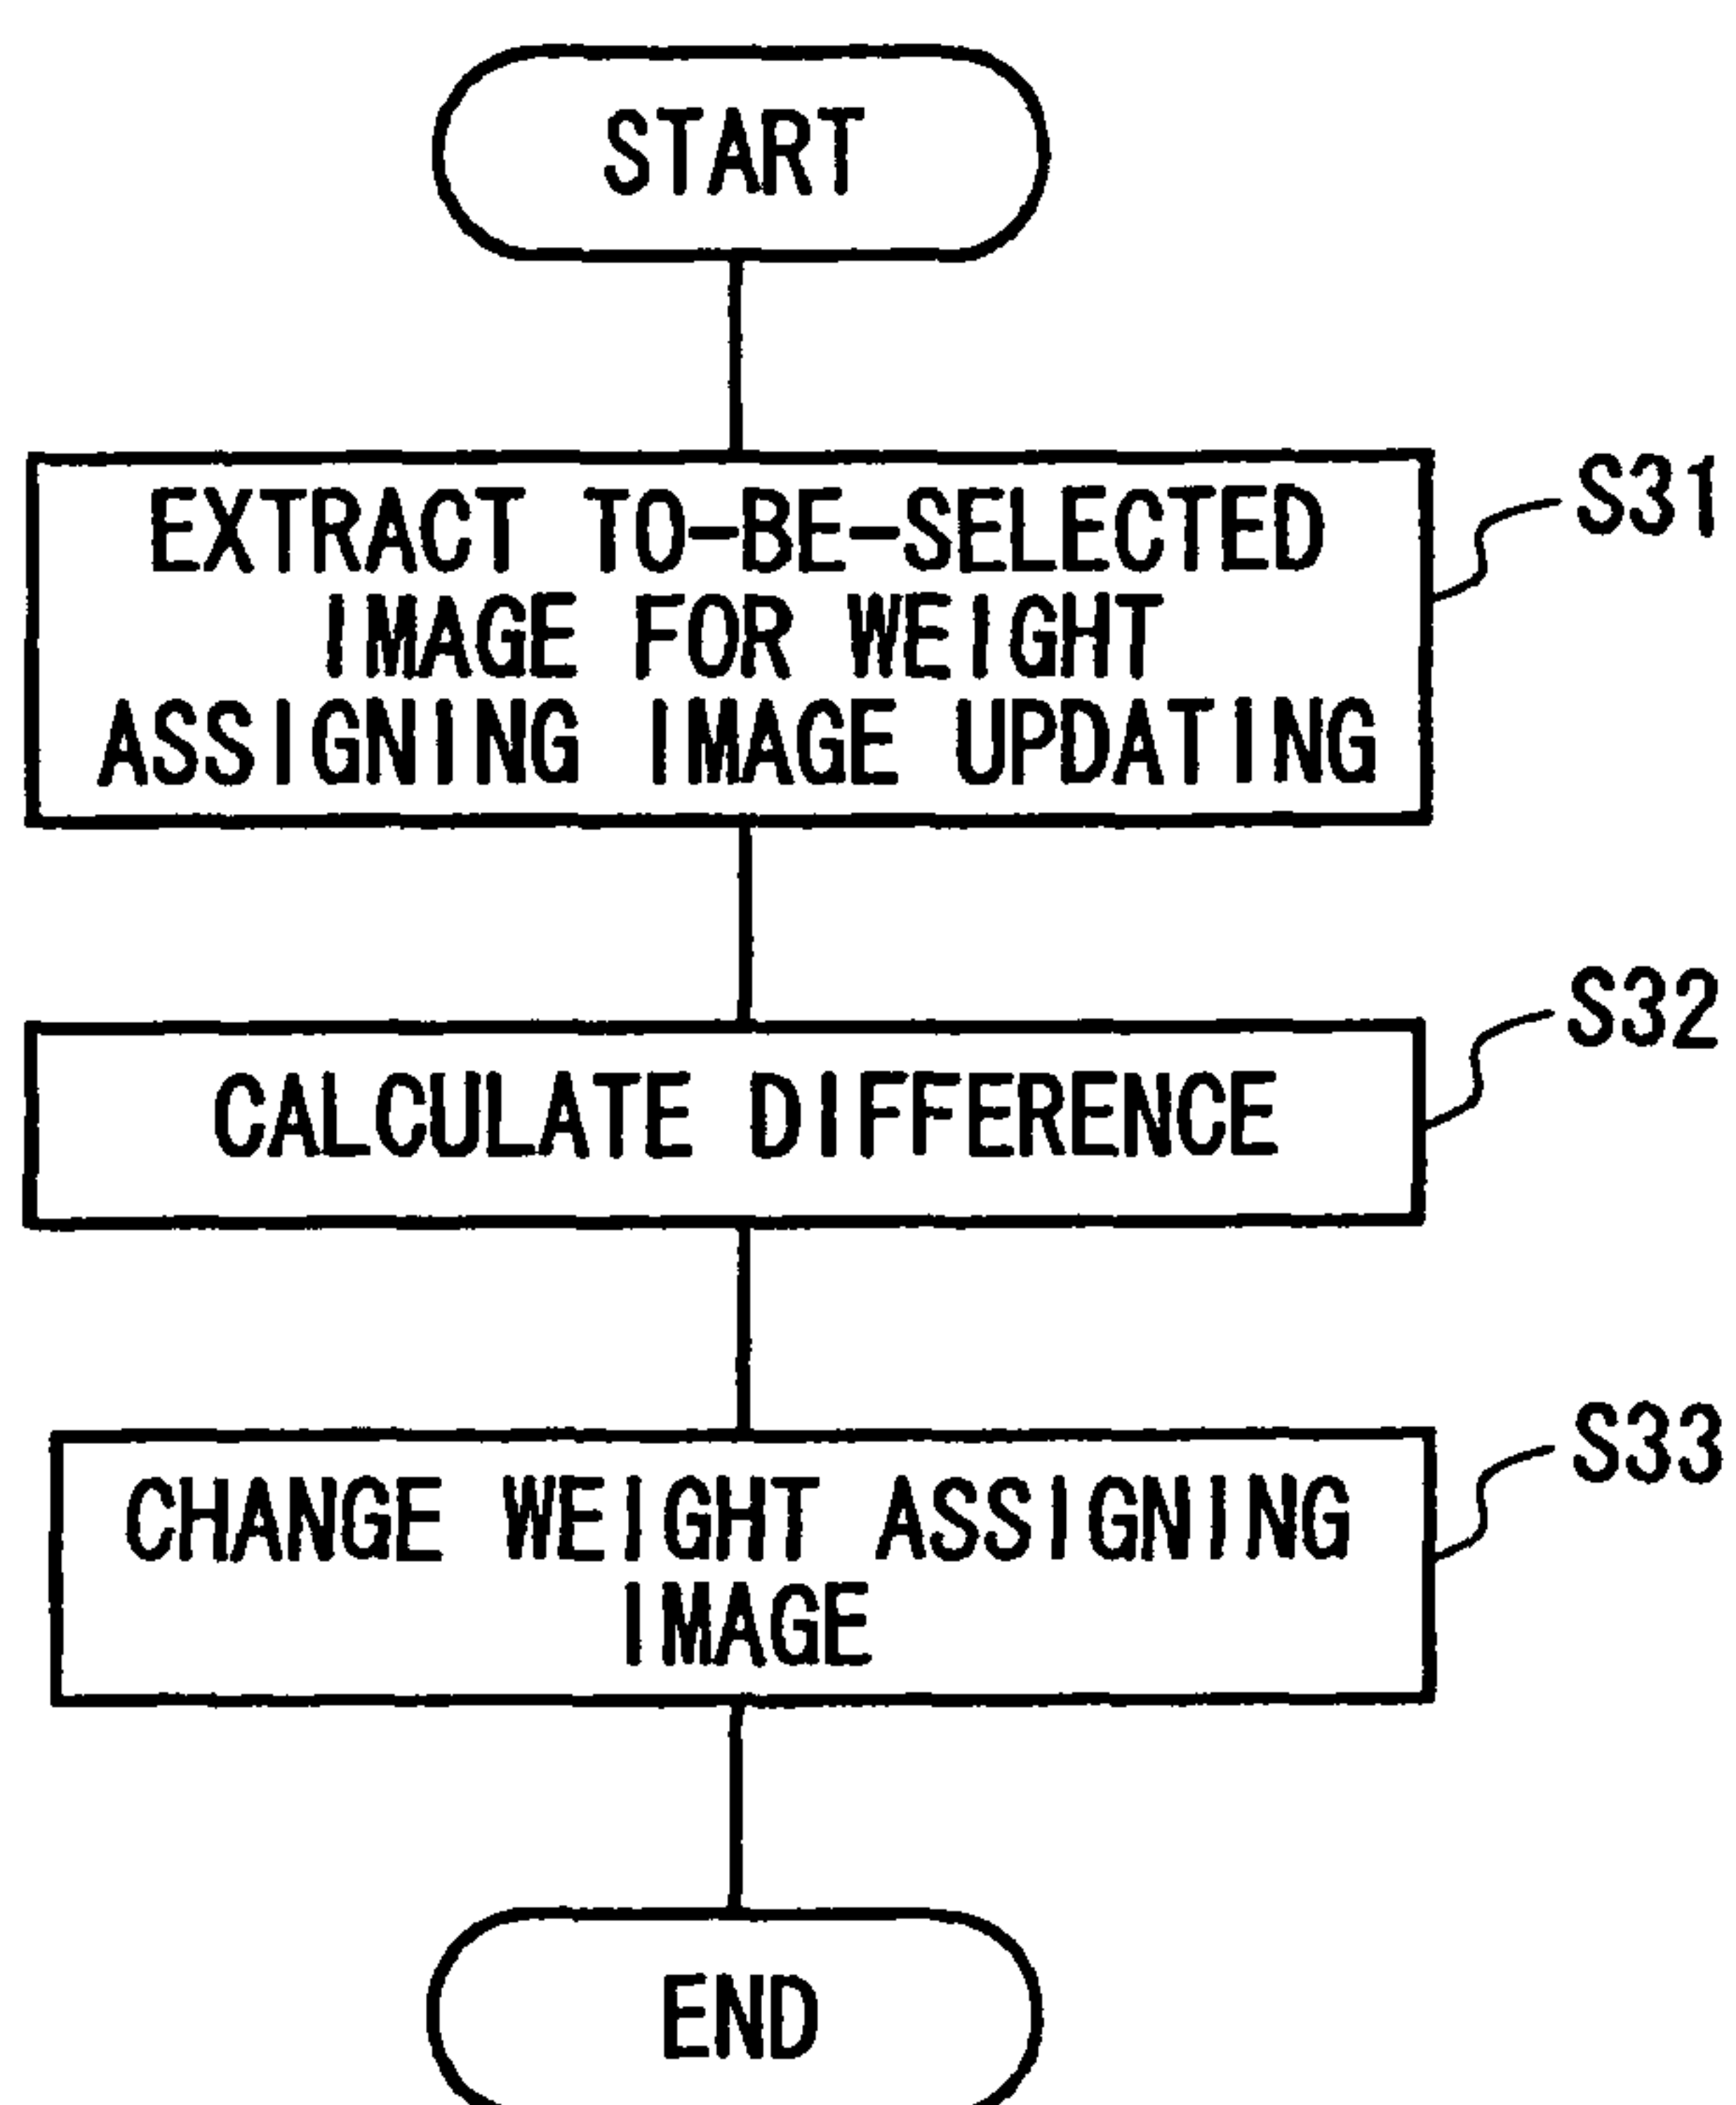 START
EXTRACT TO-BE-SELECTED
IMAGE FOR WEIGHT
ASSIGNING IMAGE UPDATING
S31
CALCULATE DIFFERENCE
S32
CHANGE WEIGHT ASSIGNING
IMAGE
S33
END